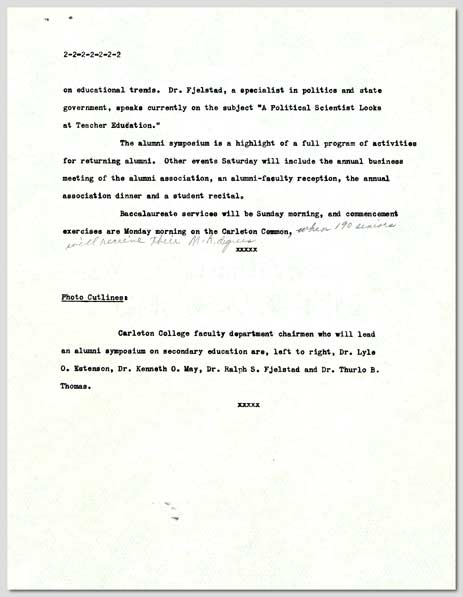 2-2-2-2-2-2-2
on educational trends. Dr. Fjelstad, a specialist in politics and state
government, speaks currently on the subject "A Political Scientist Looks
at Teacher Education."
The alumni symposium is a highlight of a full program of activities
for returning alumni. Other events Saturday will include the annual business
meeting of the alumni association, an alumni-faculty reception, the annual
association dinner and a student recital.
Baccalaureate services will be Sunday morning, and commencement
exercises are Monday morning on the Carleton Common, when 190 seniors
will receive their degrees
xxxxx
Photo Cutlines:
Carleton College faculty department chairmen who will lead
an alumni symposium on secondary education are, left to right, Dr. Lyle
O. Estenson, Dr. Kenneth O. May, Dr. Ralph S. Fjelstad and Dr. Thurlo B.
Thomas.
xxxxx